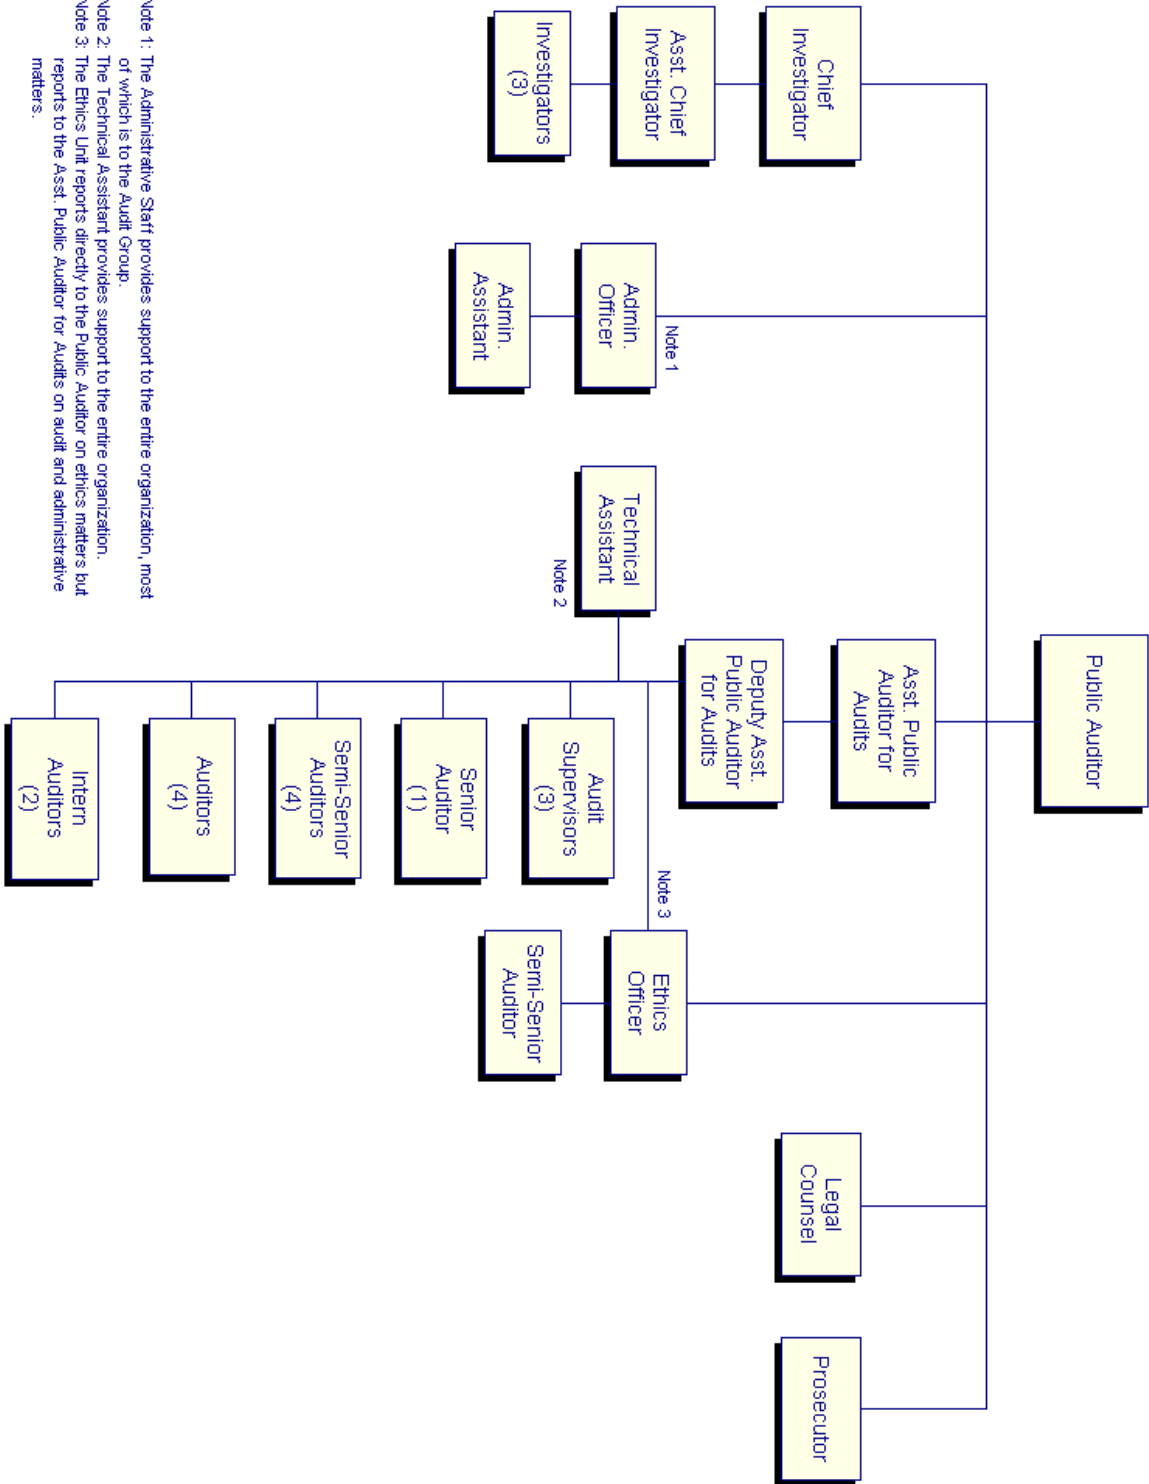 Public Auditor
Chief
Investigator
Asst. Chief
Investigator
Investigators
(3)
Admin.
Officer
Note 1
Admin.
Assistant
Technical
Assistant
Note 2
Asst. Public
Auditor for
Audits
Deputy Asst.
Public Auditor
for Audits
Audit
Supervisors
(3)
Senior
Auditor
(1)
Semi-Senior
Auditors
(4)
Auditors
(4)
Intern
Auditors
(2)
Note 3
Ethics
Officer
Semi-Senior
Auditor
Legal
Counsel
Prosecutor
Note 1: The Administrative Staff provides support to the entire organization, most
of which is to the Audit Group.
Note 2: The Technical Assistant provides support to the entire organization.
Note 3: The Ethics Unit reports directly to the Public Auditor on ethics matters but
reports to the Asst. Public Auditor for Audits on audit and administrative
matters.